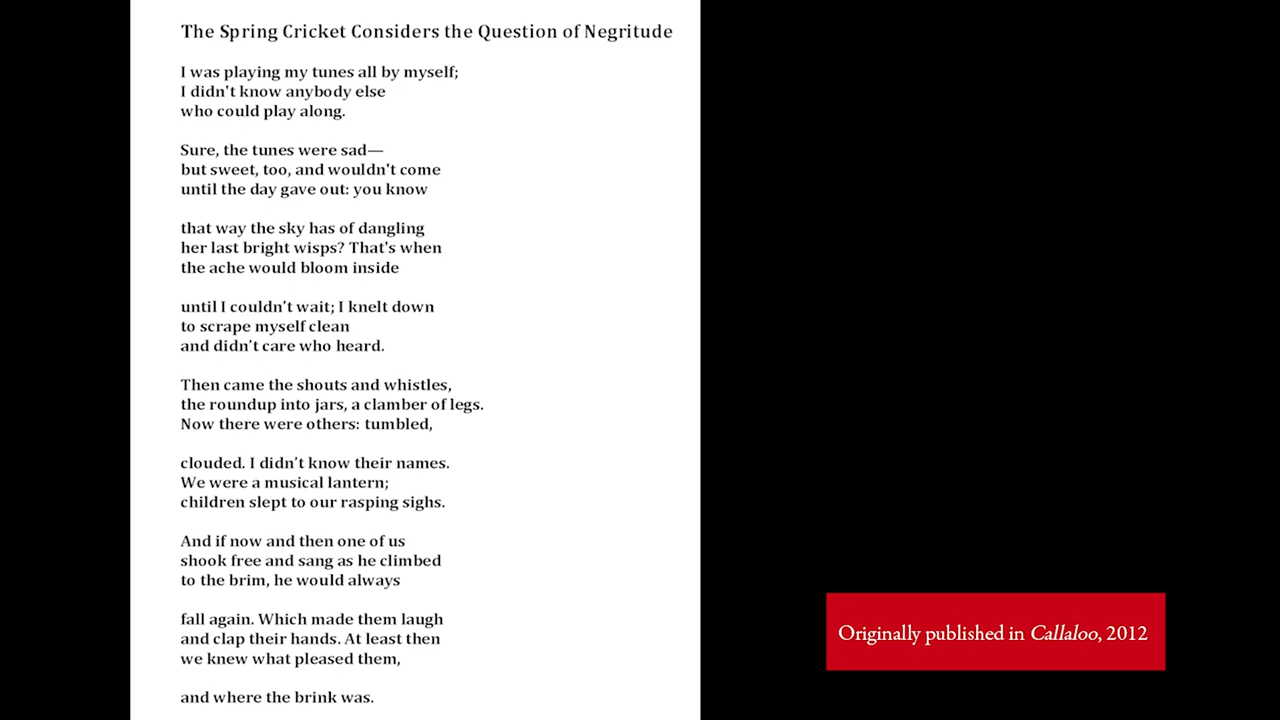 The Spring Cricket Considers the Question of Negritude
I was playing my tunes all by myself;
I didn't know anybody else
who could play along.
Sure, the tunes were sad—
but sweet, too, and wouldn't come
until the day gave out: you know
that way the sky has of dangling
her last bright wisps? That's when
the ache would bloom inside
until I couldn't wait; I knelt down
to scrape myself clean
and didn't care who heard.
Then came the shouts and whistles,
the roundup into jars, a clamber of legs.
Now there were others: tumbled,
clouded. I didn't know their names.
We were a musical lantern;
children slept to our rasping sighs.
And if now and then one of us
shook free and sang as he climbed
to the brim, he would always
fall again. Which made them laugh
and clap their hands. At least then
we knew what pleased them,
and where the brink was.
Originally published in Callaloo, 2012